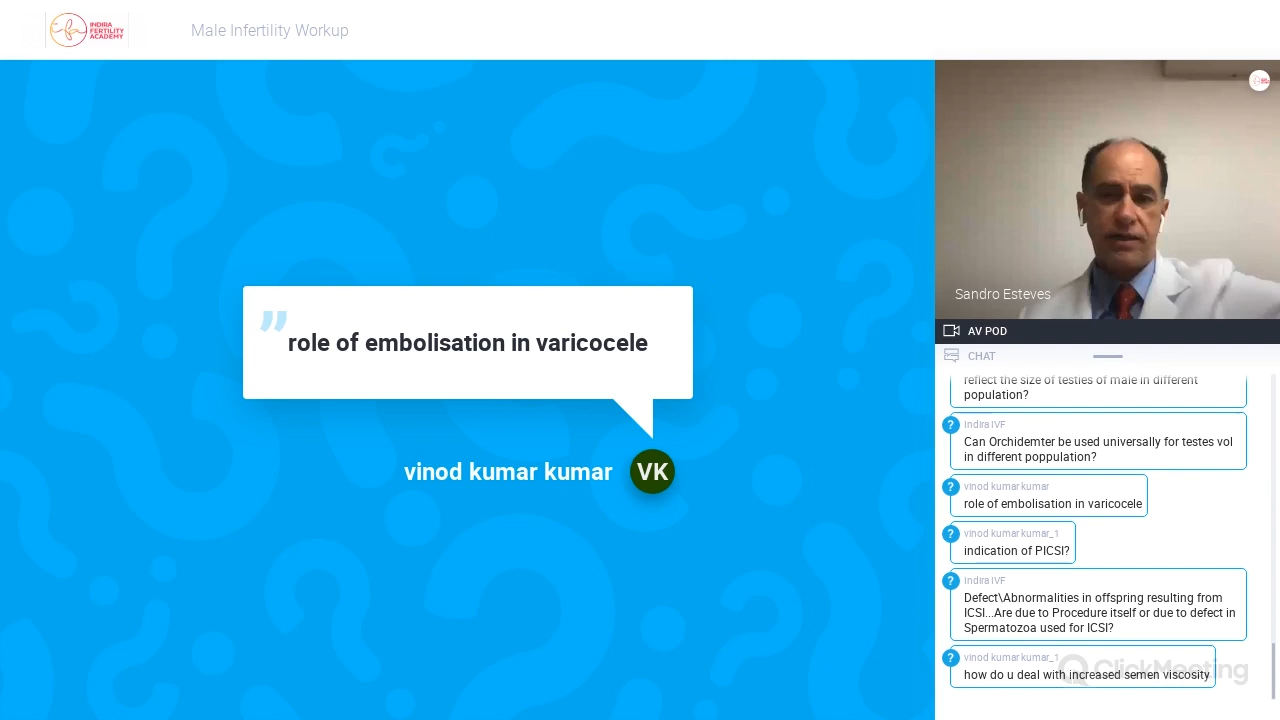 INDIRA
FERTILITY
ACADEMY
Male Infertility Workup
role of embolisation in varicocele
vinod kumar kumar
VK
Sandro Esteves
AV POD
CHAT
reflect the size of testies of male in different
population?
?
Indira IVF
Can Orchidemter be used universally for testes vol
in different poppulation?
?
vinod kumar kumar
role of embolisation in varicocele
?
vinod kumar kumar_1
indication of PICSI?
?
Indira IVF
Defect\Abnormalities in offspring resulting from
ICSI...Are due to Procedure itself or due to defect in
Spermatozoa used for ICSI?
?
vinod kumar kumar_1
how do u deal with increased semen viscosity
ClickMeeting